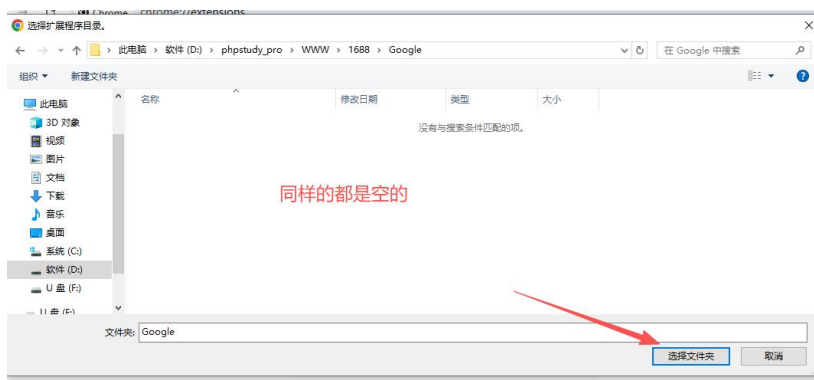 Chrome chrome://extensions
选择扩展程序目录。
此电脑 › 软件 (D:) › phpstudy_pro › WWW › 1688 › Google
在 Google 中搜索
组织 新建文件夹
名称 修改日期 类型 大小
没有与搜索条件匹配的项。
此电脑
3D 对象
视频
图片
文档
下载
音乐
桌面
系统 (C:)
软件 (D:)
U 盘 (F:)
U 盘 (F:)
同样的都是空的
文件夹: Google
选择文件夹 取消